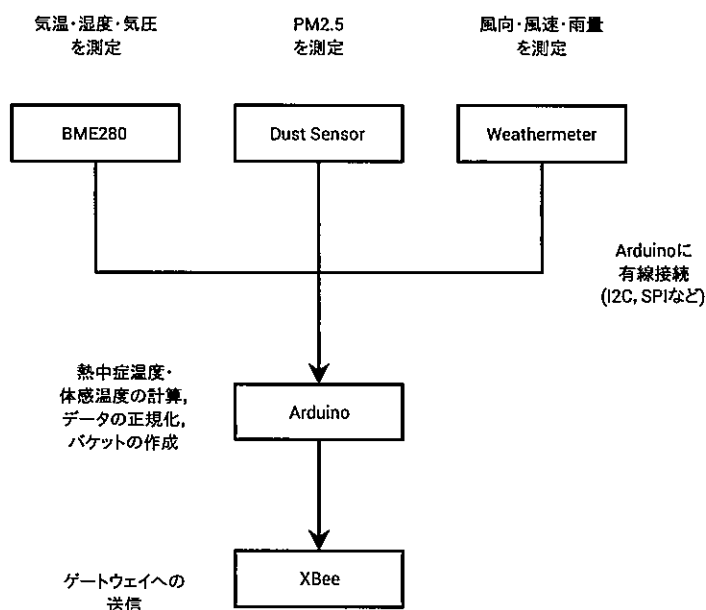 気温・湿度・気圧
を測定
PM2.5
を測定
風向・風速・雨量
を測定
BME280
Dust Sensor
Weathermeter
Arduinoに
有線接続
(I2C, SPIなど)
熱中症温度・
体感温度の計算,
データの正規化,
パケットの作成
Arduino
XBee
ゲートウェイへの
送信